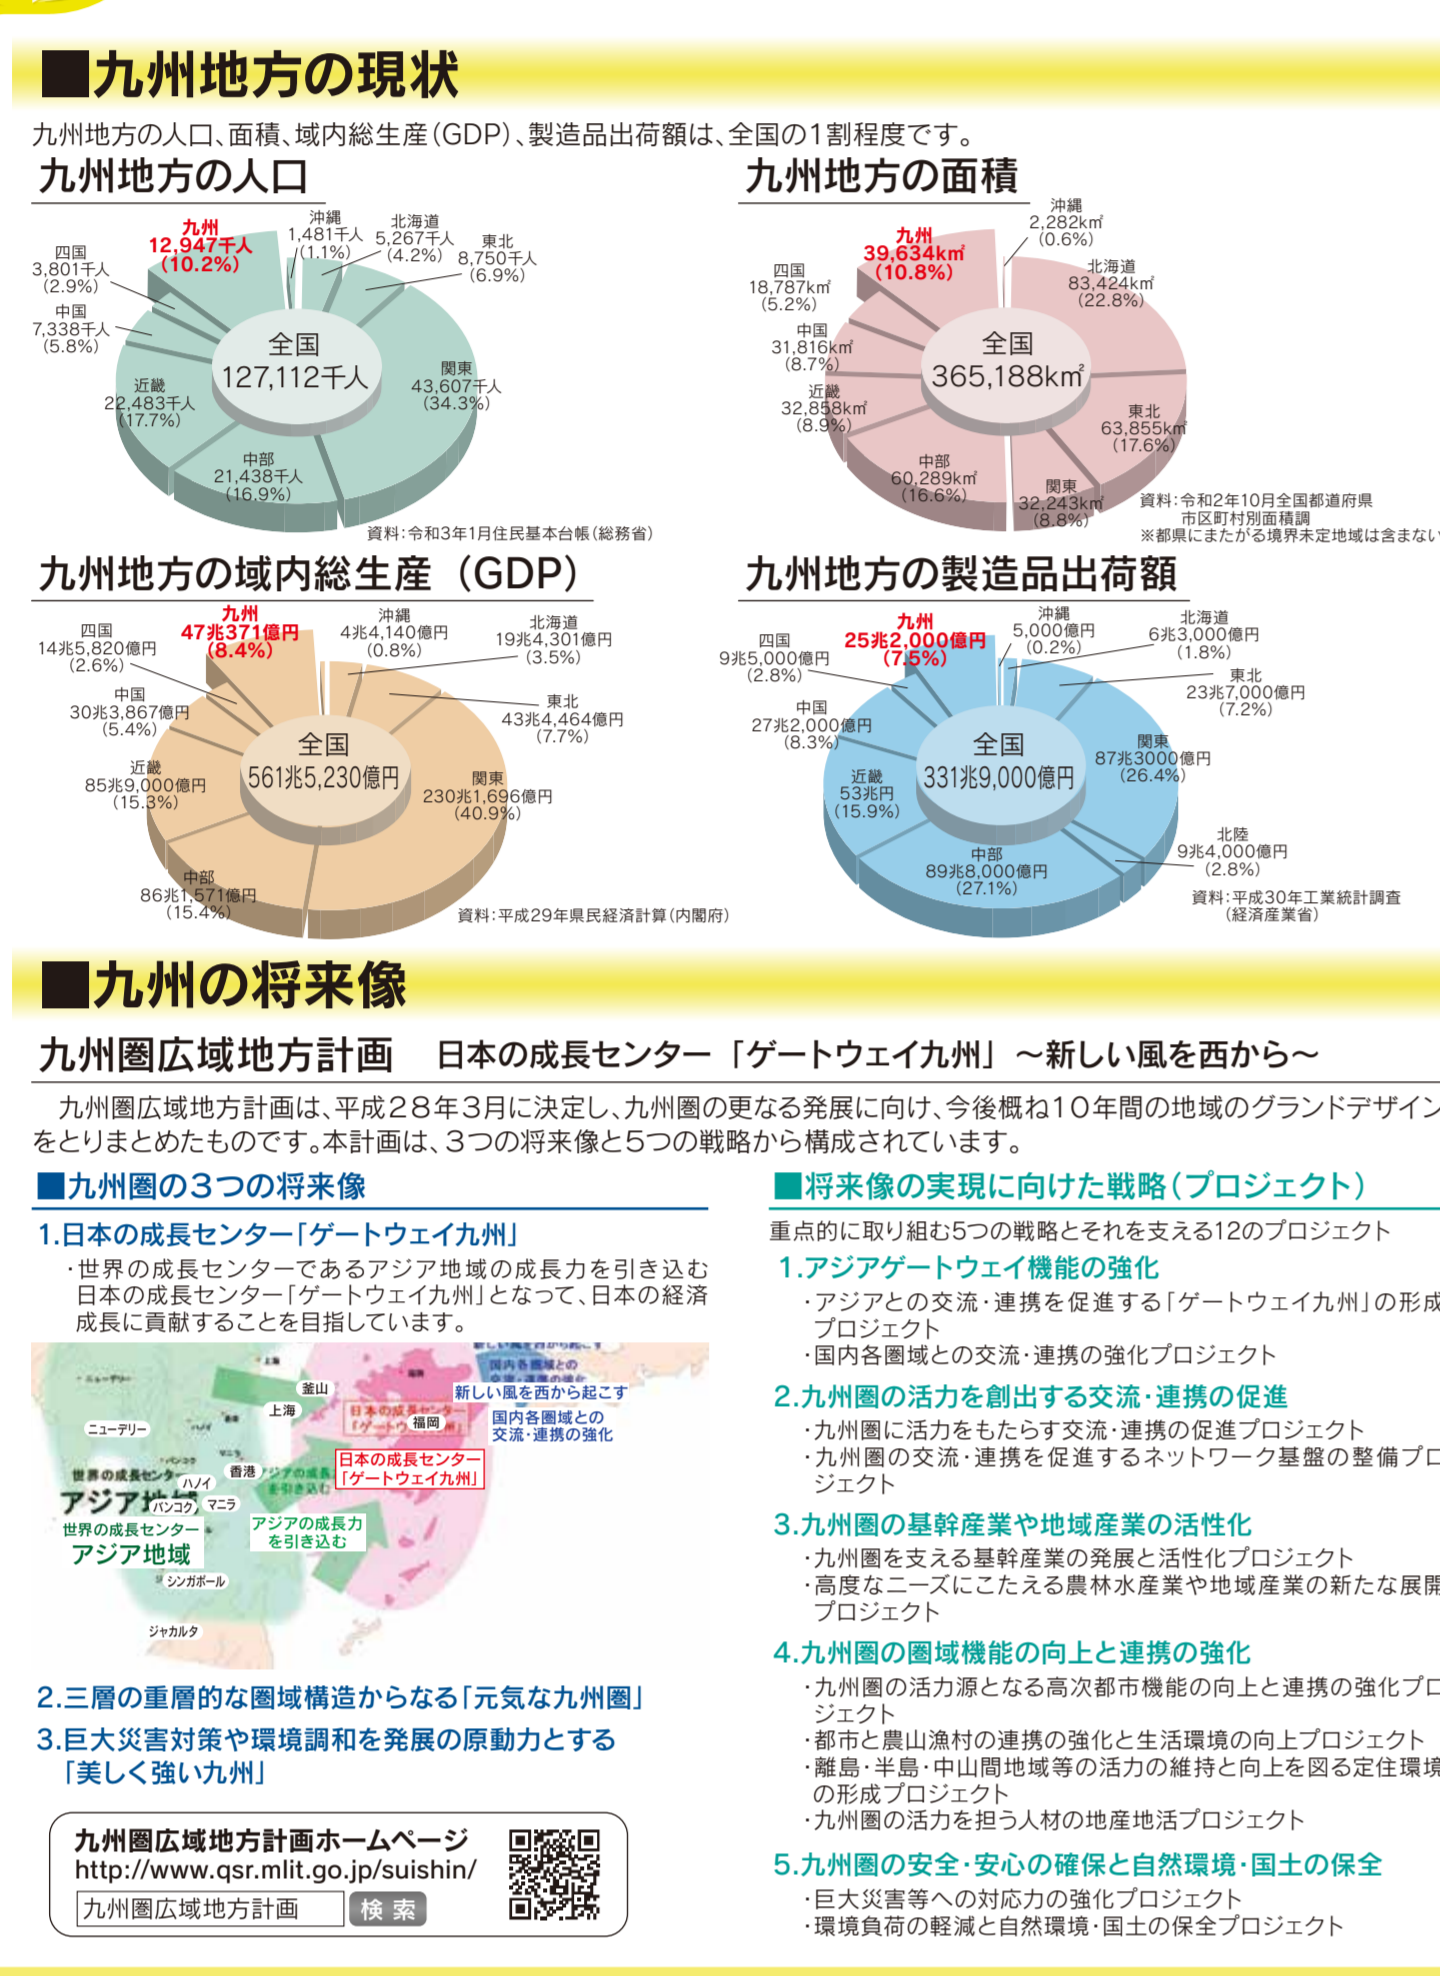 ■九州地方の現状
九州地方の人口、面積、域内総生産(GDP)、製造品出荷額は、全国の1割程度です。
九州地方の人口
九州
12,947千人
(10.2%)
沖縄
1,481千人
(1.1%)
北海道
5,267千人
(4.2%)
東北
8,750千人
(6.9%)
四国
3,801千人
(2.9%)
中国
7,338千人
(5.8%)
全国
127,112千人
関東
43,607千人
(34.3%)
近畿
22,483千人
(17.7%)
中部
21,438千人
(16.9%)
資料：令和3年1月住民基本台帳(総務省)
九州地方の面積
沖縄
2,282k㎡
(0.6%)
九州
39,634k㎡
(10.8%)
北海道
83,424k㎡
(22.8%)
四国
18,787k㎡
(5.2%)
中国
31,816k㎡
(8.7%)
全国
365,188k㎡
近畿
32,858k㎡
(8.9%)
東北
63,855k㎡
(17.6%)
中部
60,289k㎡
(16.6%)
関東
32,243k㎡
(8.8%)
資料：令和2年10月全国都道府県
市区町村別面積調
※都県にまたがる境界未定地域は含まない
九州地方の域内総生産（GDP）
九州
47兆371億円
(8.4%)
沖縄
4兆4,140億円
(0.8%)
北海道
19兆4,301億円
(3.5%)
四国
14兆5,820億円
(2.6%)
中国
30兆3,867億円
(5.4%)
東北
43兆4,464億円
(7.7%)
全国
561兆5,230億円
近畿
85兆9,000億円
(15.3%)
関東
230兆1,696億円
(40.9%)
中部
86兆1,571億円
(15.4%)
資料：平成29年県民経済計算(内閣府)
九州地方の製造品出荷額
九州
25兆2,000億円
(7.5%)
沖縄
5,000億円
(0.2%)
北海道
6兆3,000億円
(1.8%)
四国
9兆5,000億円
(2.8%)
東北
23兆7,000億円
(7.2%)
中国
27兆2,000億円
(8.3%)
全国
331兆9,000億円
関東
87兆3000億円
(26.4%)
近畿
53兆円
(15.9%)
北陸
9兆4,000億円
(2.8%)
中部
89兆8,000億円
(27.1%)
資料：平成30年工業統計調査
(経済産業省)
■九州の将来像
九州圏広域地方計画　日本の成長センター「ゲートウェイ九州」～新しい風を西から～
九州圏広域地方計画は、平成２８年３月に決定し、九州圏の更なる発展に向け、今後概ね１０年間の地域のグランドデザイン
をとりまとめたものです。本計画は、３つの将来像と５つの戦略から構成されています。
■九州圏の３つの将来像
1.日本の成長センター「ゲートウェイ九州」
・世界の成長センターであるアジア地域の成長力を引き込む
日本の成長センター「ゲートウェイ九州」となって、日本の経済
成長に貢献することを目指しています。
上海
ニューデリー
釜山
上海
福岡
新しい風を西から起こす
国内各圏域との
交流・連携の強化
国内各圏域との
日本の成長センター
ニューデリー
ハノイ
バンコク
マニラ
香港
日本の成長センター
「ゲートウェイ九州」
世界の成長センター
アジア地域
ハノイ
バンコク
マニラ
世界の成長センター
アジア地域
アジアの成長力
を引き込む
を引き込む
シンガポール
ジャカルタ
2.三層の重層的な圏域構造からなる「元気な九州圏」
3.巨大災害対策や環境調和を発展の原動力とする
「美しく強い九州」
九州圏広域地方計画ホームページ
http://www.qsr.mlit.go.jp/suishin/
九州圏広域地方計画
検 索
■将来像の実現に向けた戦略(プロジェクト)
重点的に取り組む5つの戦略とそれを支える12のプロジェクト
1.アジアゲートウェイ機能の強化
・アジアとの交流・連携を促進する「ゲートウェイ九州」の形成
プロジェクト
・国内各圏域との交流・連携の強化プロジェクト
2.九州圏の活力を創出する交流・連携の促進
・九州圏に活力をもたらす交流・連携の促進プロジェクト
・九州圏の交流・連携を促進するネットワーク基盤の整備プロ
ジェクト
3.九州圏の基幹産業や地域産業の活性化
・九州圏を支える基幹産業の発展と活性化プロジェクト
・高度なニーズにこたえる農林水産業や地域産業の新たな展開
プロジェクト
4.九州圏の圏域機能の向上と連携の強化
・九州圏の活力源となる高次都市機能の向上と連携の強化プロ
ジェクト
・都市と農山漁村の連携の強化と生活環境の向上プロジェクト
・離島・半島・中山間地域等の活力の維持と向上を図る定住環境
の形成プロジェクト
・九州圏の活力を担う人材の地産地活プロジェクト
5.九州圏の安全・安心の確保と自然環境・国土の保全
・巨大災害等への対応力の強化プロジェクト
・環境負荷の軽減と自然環境・国土の保全プロジェクト